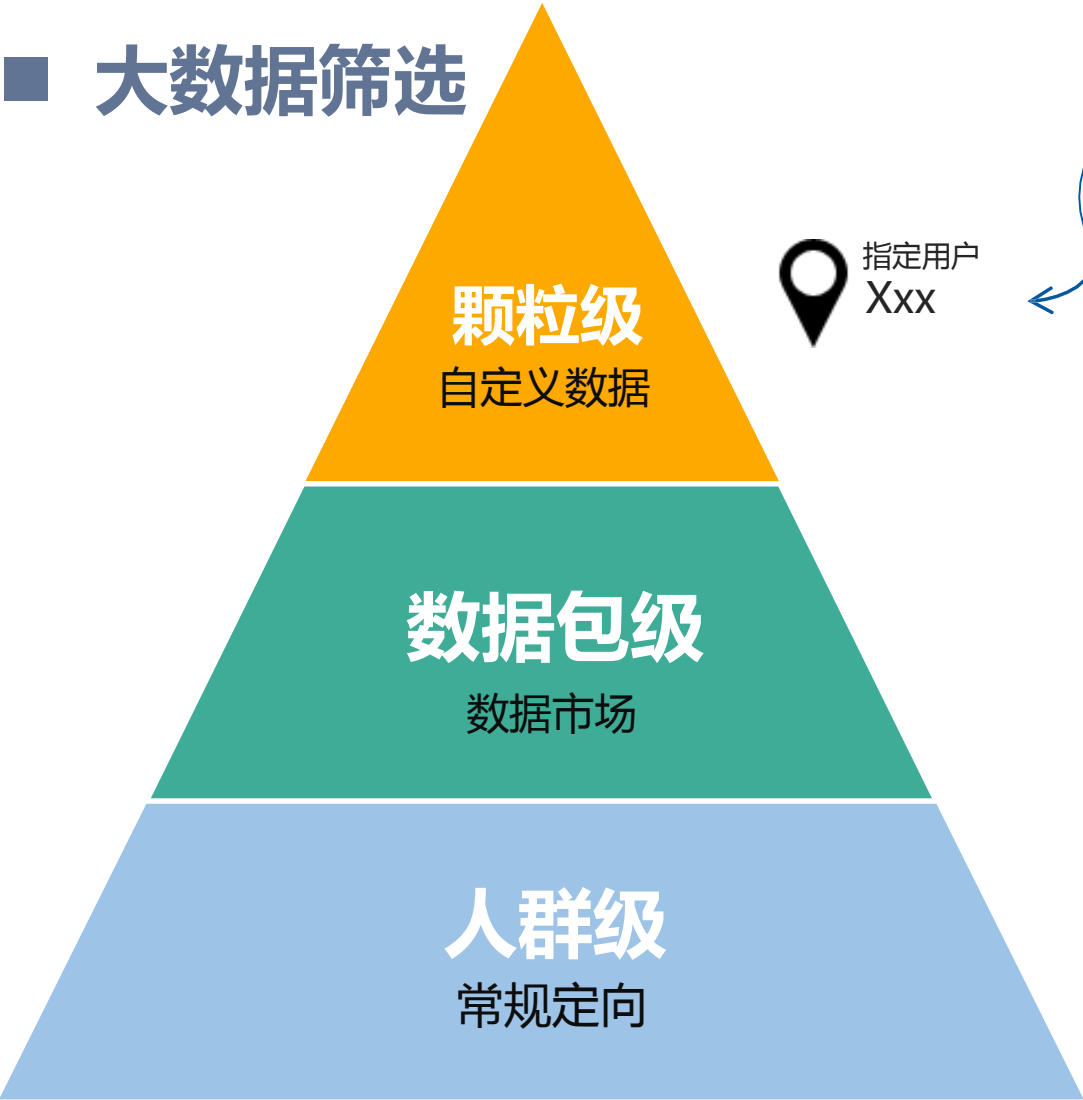 大数据筛选
指定用户
Xxx
颗粒级
自定义数据
数据包级
数据市场
人群级
常规定向